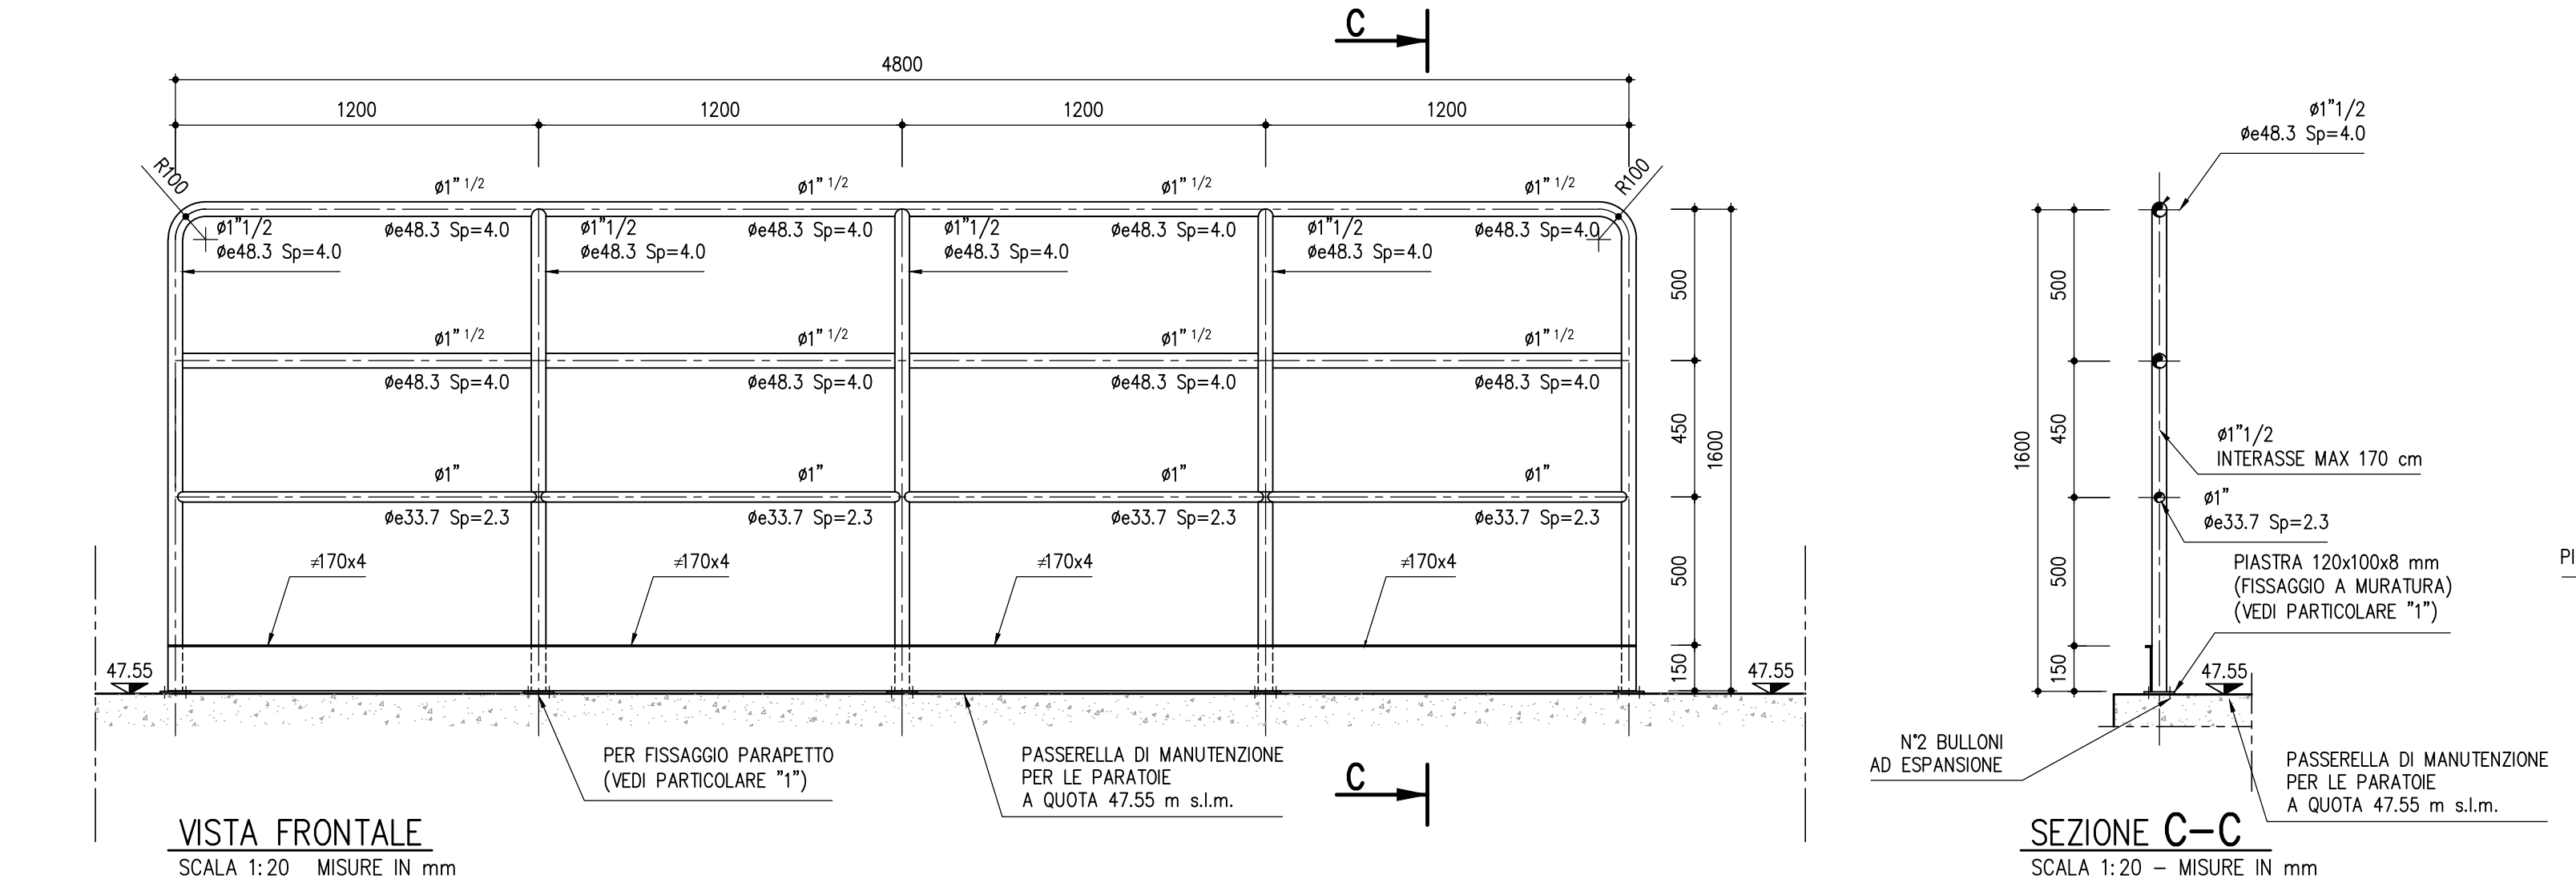 C
4800
1200 1200 1200 1200
R100 R100
ø1" 1/2 ø1" 1/2 ø1" 1/2 ø1" 1/2
ø1"1/2 Øe48.3 Sp=4.0 ø1"1/2 Øe48.3 Sp=4.0 ø1"1/2 Øe48.3 Sp=4.0 ø1"1/2 Øe48.3 Sp=4.0
Øe48.3 Sp=4.0 Øe48.3 Sp=4.0 Øe48.3 Sp=4.0 Øe48.3 Sp=4.0
ø1" 1/2 ø1" 1/2 ø1" 1/2 ø1" 1/2
Øe48.3 Sp=4.0 Øe48.3 Sp=4.0 Øe48.3 Sp=4.0 Øe48.3 Sp=4.0
ø1" ø1" ø1" ø1"
Øe33.7 Sp=2.3 Øe33.7 Sp=2.3 Øe33.7 Sp=2.3 Øe33.7 Sp=2.3
≠170x4 ≠170x4 ≠170x4 ≠170x4
500
450
500
150
1600
47.55 47.55
PER FISSAGGIO PARAPETTO
(VEDI PARTICOLARE "1")
PASSERELLA DI MANUTENZIONE
PER LE PARATOIE
A QUOTA 47.55 m s.l.m.
C
VISTA FRONTALE
SCALA 1:20 MISURE IN mm
ø1"1/2
Øe48.3 Sp=4.0
1600
500
450
500
150
ø1"1/2
INTERASSE MAX 170 cm
ø1"
Øe33.7 Sp=2.3
PIASTRA 120x100x8 mm
(FISSAGGIO A MURATURA)
(VEDI PARTICOLARE "1")
47.55
N°2 BULLONI
AD ESPANSIONE
PASSERELLA DI MANUTENZIONE
PER LE PARATOIE
A QUOTA 47.55 m s.l.m.
SEZIONE C-C
SCALA 1:20 - MISURE IN mm